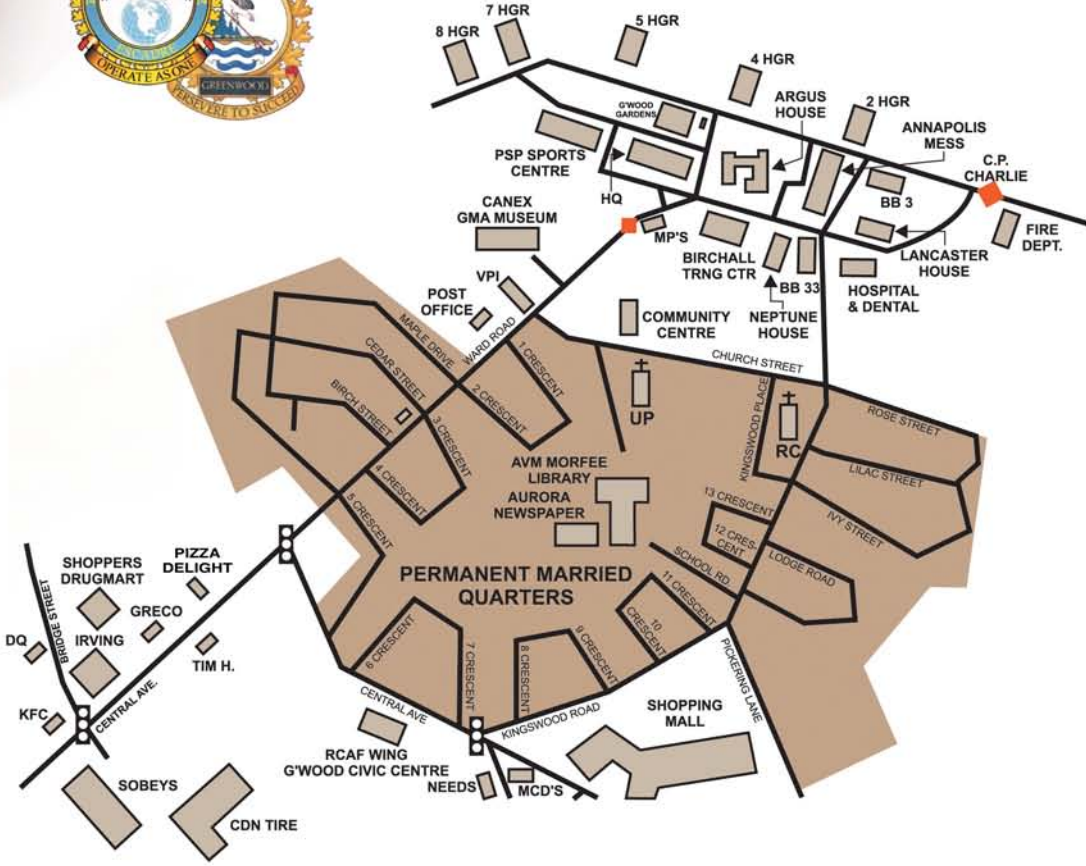 ESCADRE
OPERATE AS ONE
GREENWOOD
PERSEVERE TO SUCCEED
7 HGR
8 HGR
5 HGR
4 HGR
ARGUS
HOUSE
2 HGR
ANNAPOLIS
MESS
C.P.
CHARLIE
G'WOOD
GARDENS
PSP SPORTS
CENTRE
HQ
BB 3
FIRE
DEPT.
CANEX
GMA MUSEUM
MP'S
BIRCHALL
TRNG CTR
BB 33
LANCASTER
HOUSE
HOSPITAL
& DENTAL
NEPTUNE
HOUSE
VPI
POST
OFFICE
COMMUNITY
CENTRE
WARD ROAD
MAPLE DRIVE
CEDAR STREET
BIRCH STREET
1 CRESCENT
2 CRESCENT
3 CRESCENT
4 CRESCENT
5 CRESCENT
CHURCH STREET
UP
KINGSWOOD PLACE
RC
ROSE STREET
LILAC STREET
IVY STREET
AVM MORFEE
LIBRARY
AURORA
NEWSPAPER
13 CRESCENT
12 CRES-
CENT
LODGE ROAD
SCHOOL RD.
11 CRESCENT
10
CRESCENT
9 CRESCENT
8 CRESCENT
7 CRESCENT
6 CRESCENT
PERMANENT MARRIED
QUARTERS
PIZZA
DELIGHT
SHOPPERS
DRUGMART
GRECO
BRIDGE STREET
DQ
IRVING
TIM H.
KFC
CENTRAL AVE.
CENTRAL AVE
KINGSWOOD ROAD
PICKERING LANE
SHOPPING
MALL
RCAF WING
G'WOOD CIVIC CENTRE
NEEDS
MCD'S
SOBEYS
CDN TIRE